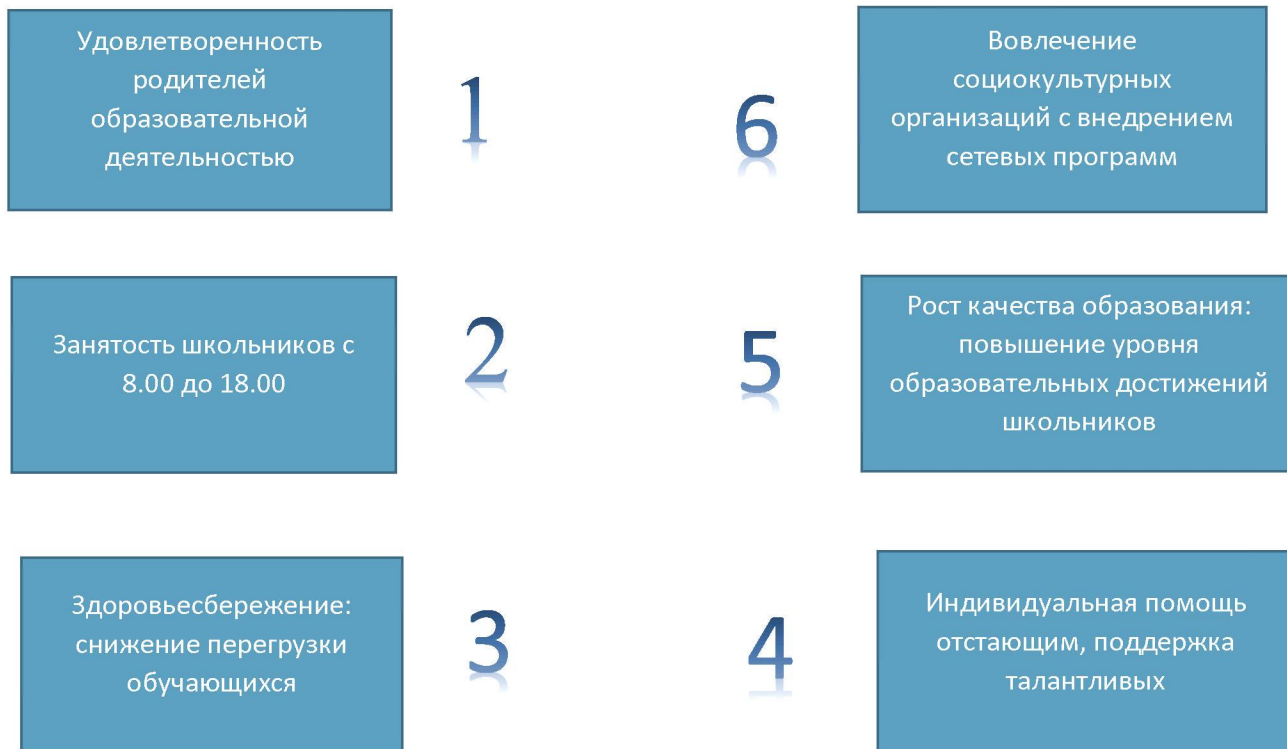 Удовлетворенность
родителей
образовательной
деятельностью
1
6
Вовлечение
социокультурных
организаций с внедрением
сетевых программ
Занятость школьников с
8.00 до 18.00
2
5
Рост качества образования:
повышение уровня
образовательных достижений
школьников
Здоровьесбережение:
снижение перегрузки
обучающихся
3
4
Индивидуальная помощь
отстающим, поддержка
талантливых